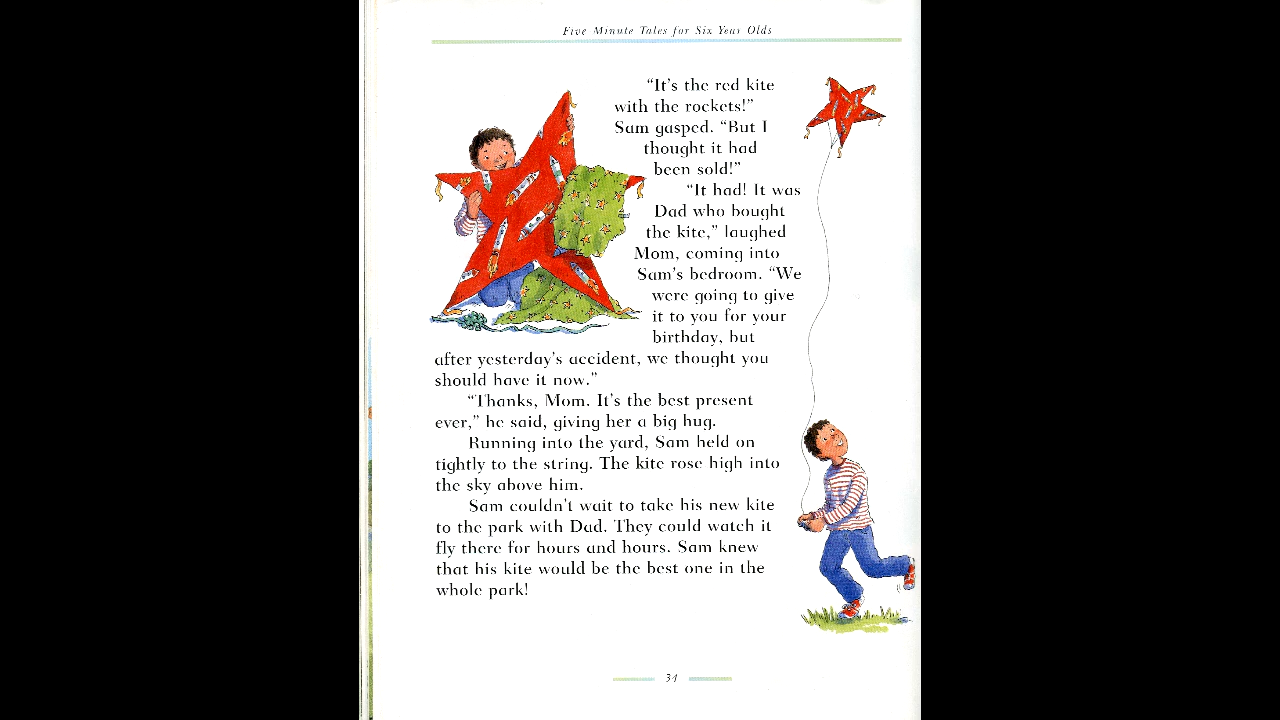 Five Minute Tales for Six Year Olds
“It’s the red kite
with the rockets!”
Sam gasped. “But I
thought it had
been sold!”
“It had! It was
Dad who bought
the kite,” laughed
Mom, coming into
Sam’s bedroom. “We
were going to give
it to you for your
birthday, but
after yesterday’s accident, we thought you
should have it now.”
“Thanks, Mom. It’s the best present
ever,” he said, giving her a big hug.
Running into the yard, Sam held on
tightly to the string. The kite rose high into
the sky above him.
Sam couldn’t wait to take his new kite
to the park with Dad. They could watch it
fly there for hours and hours. Sam knew
that his kite would be the best one in the
whole park!
34